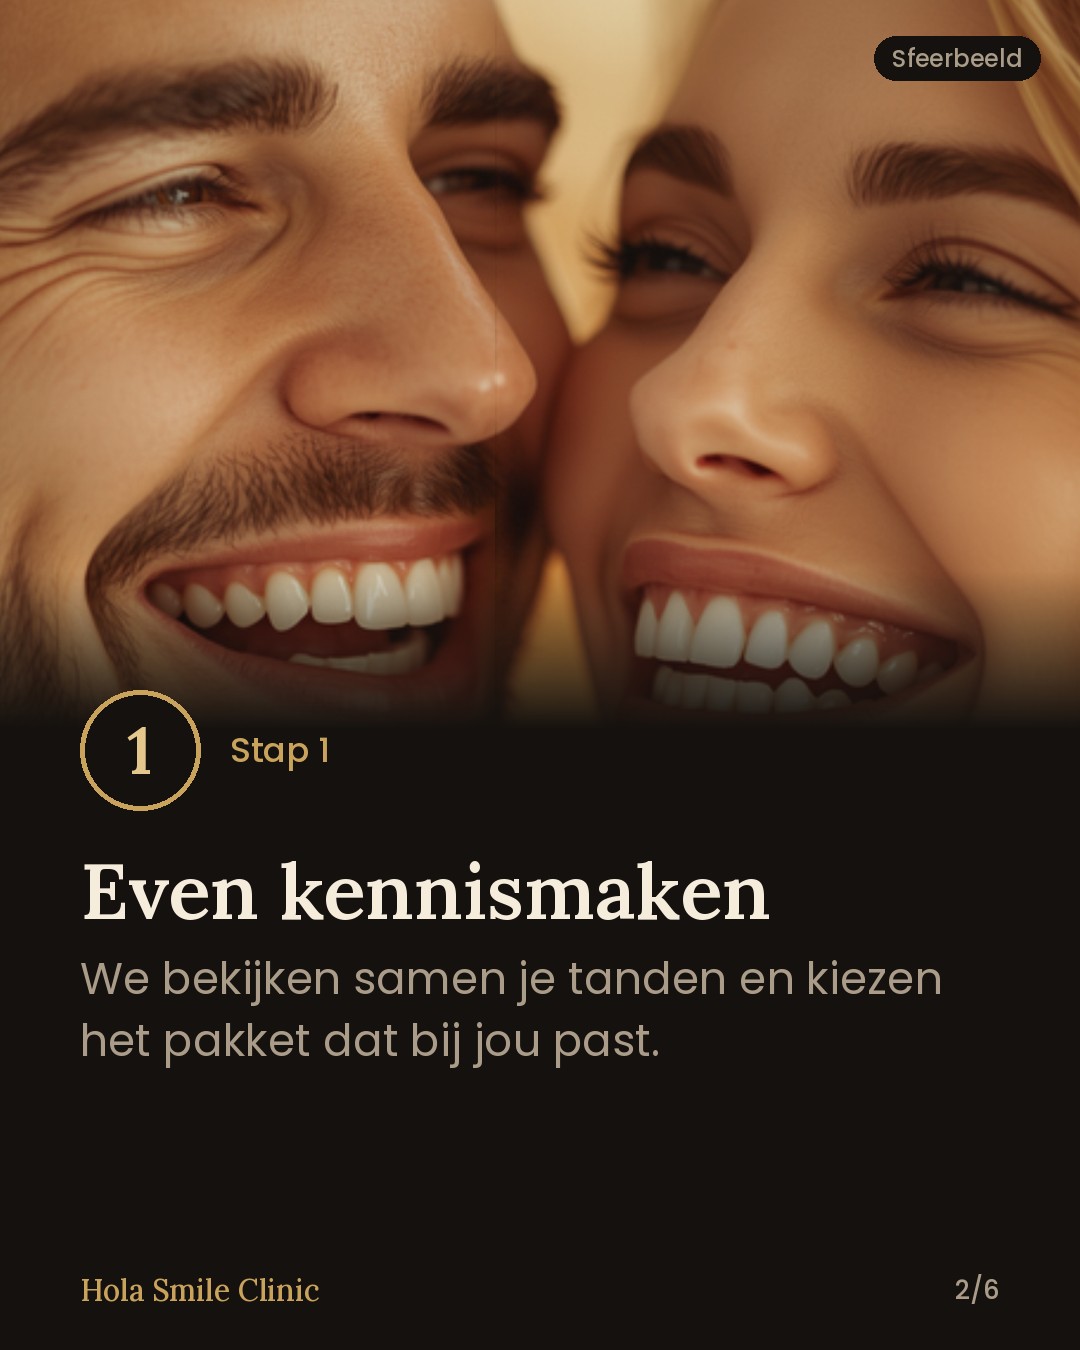 Sfeerbeeld
1
Stap 1
Even kennismaken
We bekijken samen je tanden en kiezen
het pakket dat bij jou past.
Hola Smile Clinic
2/6